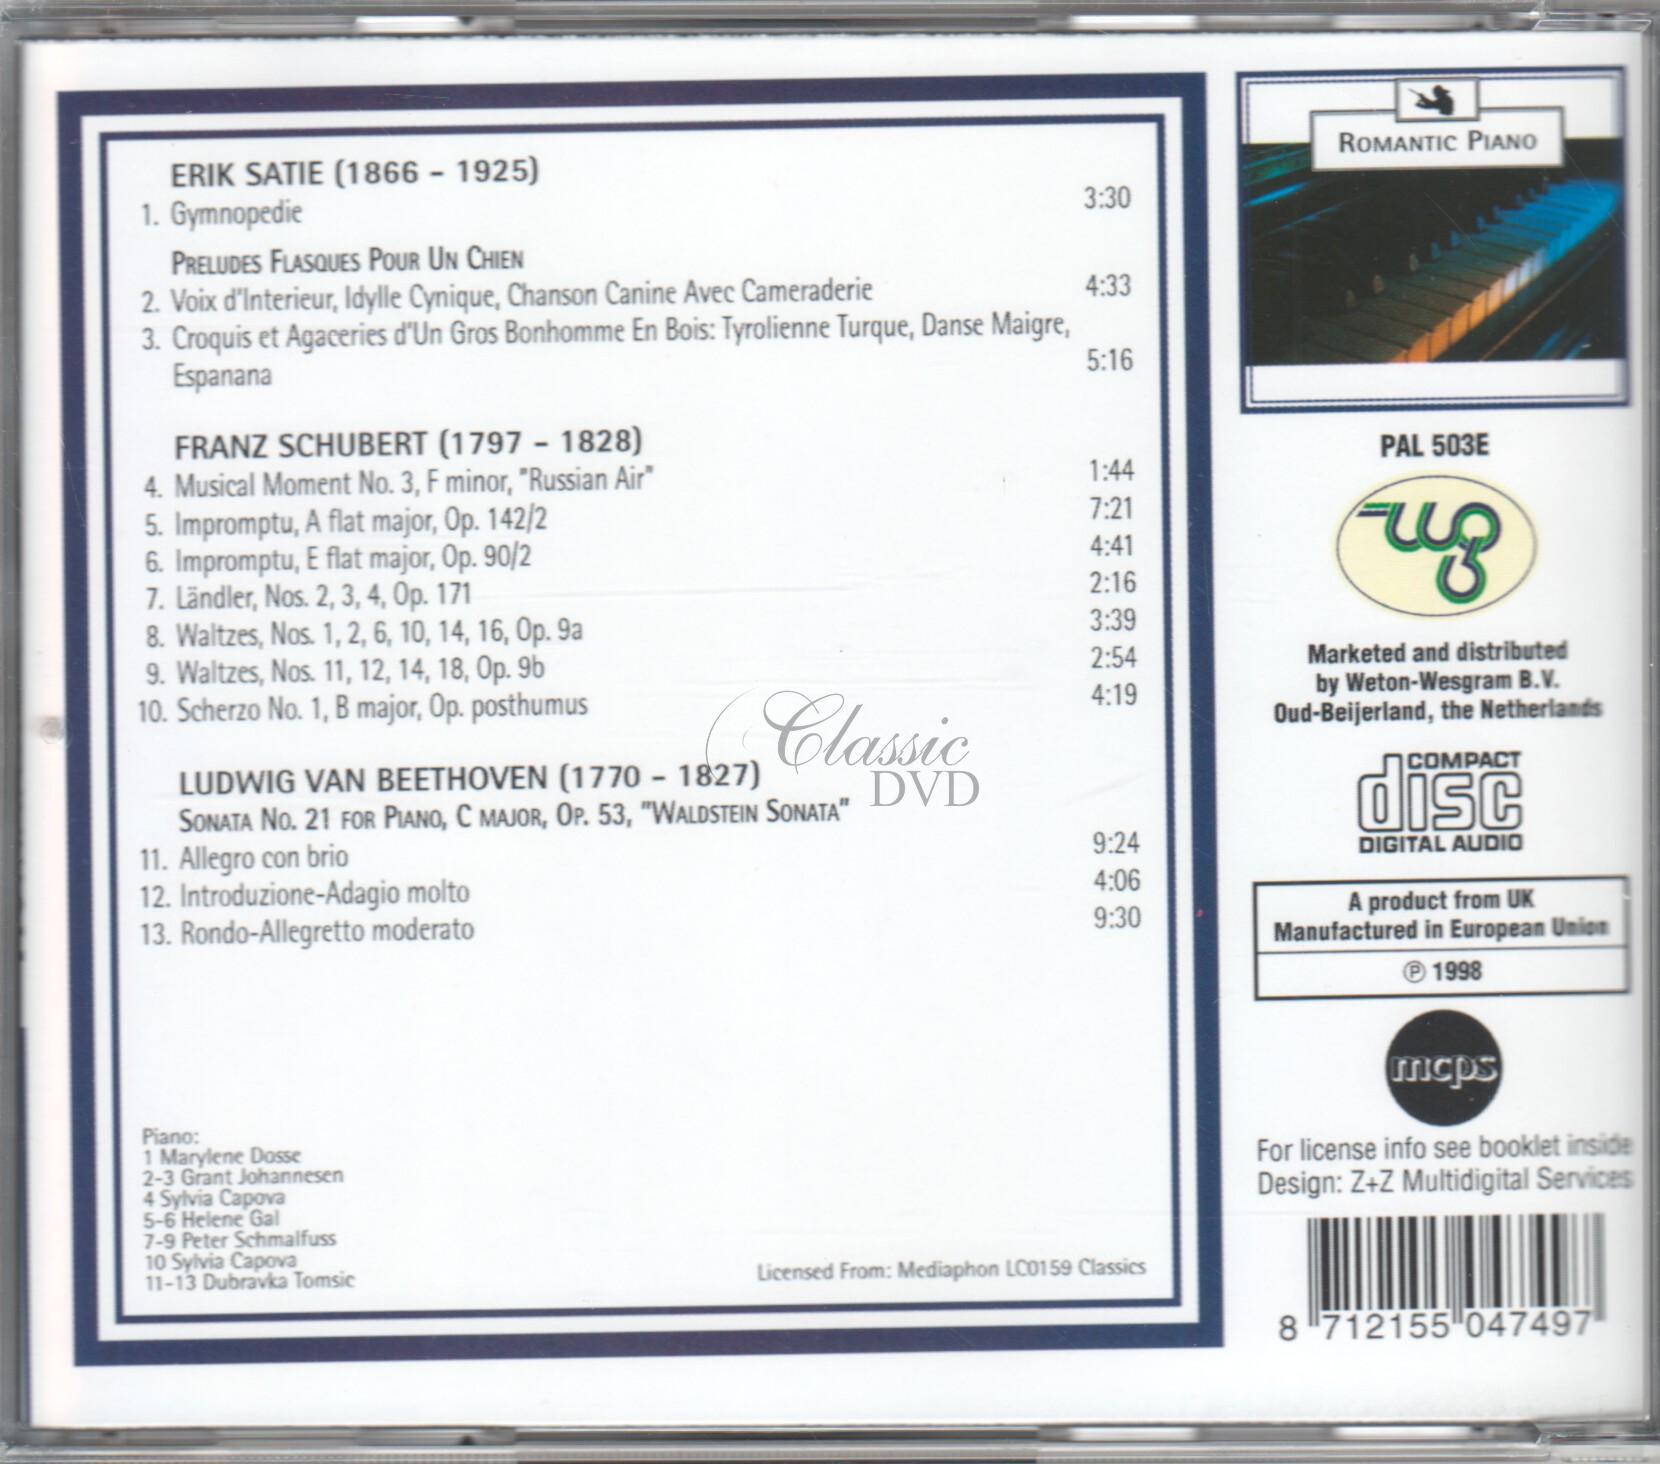 ERIK SATIE (1866 - 1925)
1. Gymnopedie 3:30
PRELUDES FLASQUES POUR UN CHIEN
2. Voix d'Interieur, Idylle Cynique, Chanson Canine Avec Cameraderie 4:33
3. Croquis et Agaceries d'Un Gros Bonhomme En Bois: Tyrolienne Turque, Danse Maigre,
Espanana 5:16
FRANZ SCHUBERT (1797 - 1828)
4. Musical Moment No. 3, F minor, "Russian Air" 1:44
5. Impromptu, A flat major, Op. 142/2 7:21
6. Impromptu, E flat major, Op. 90/2 4:41
7. Ländler, Nos. 2, 3, 4, Op. 171 2:16
8. Waltzes, Nos. 1, 2, 6, 10, 14, 16, Op. 9a 3:39
9. Waltzes, Nos. 11, 12, 14, 18, Op. 9b 2:54
10. Scherzo No. 1, B major, Op. posthumus 4:19
LUDWIG VAN BEETHOVEN (1770 - 1827)
SONATA NO. 21 FOR PIANO, C MAJOR, OP. 53, "WALDSTEIN SONATA"
11. Allegro con brio 9:24
12. Introduzione-Adagio molto 4:06
13. Rondo-Allegretto moderato 9:30
Classic
DVD
Piano:
1 Marylene Dosse
2-3 Grant Johannesen
4 Sylvia Capova
5-6 Helene Gal
7-9 Peter Schmalfuss
10 Sylvia Capova
11-13 Dubravka Tomsic
Licensed From: Mediaphon LC0159 Classics
ROMANTIC PIANO
PAL 503E
Marketed and distributed
by Weton-Wesgram B.V.
Oud-Beijerland, the Netherlands
COMPACT
disc
DIGITAL AUDIO
A product from UK
Manufactured in European Union
℗ 1998
mcps
For license info see booklet inside
Design: Z+Z Multidigital Services
8 712155 047497